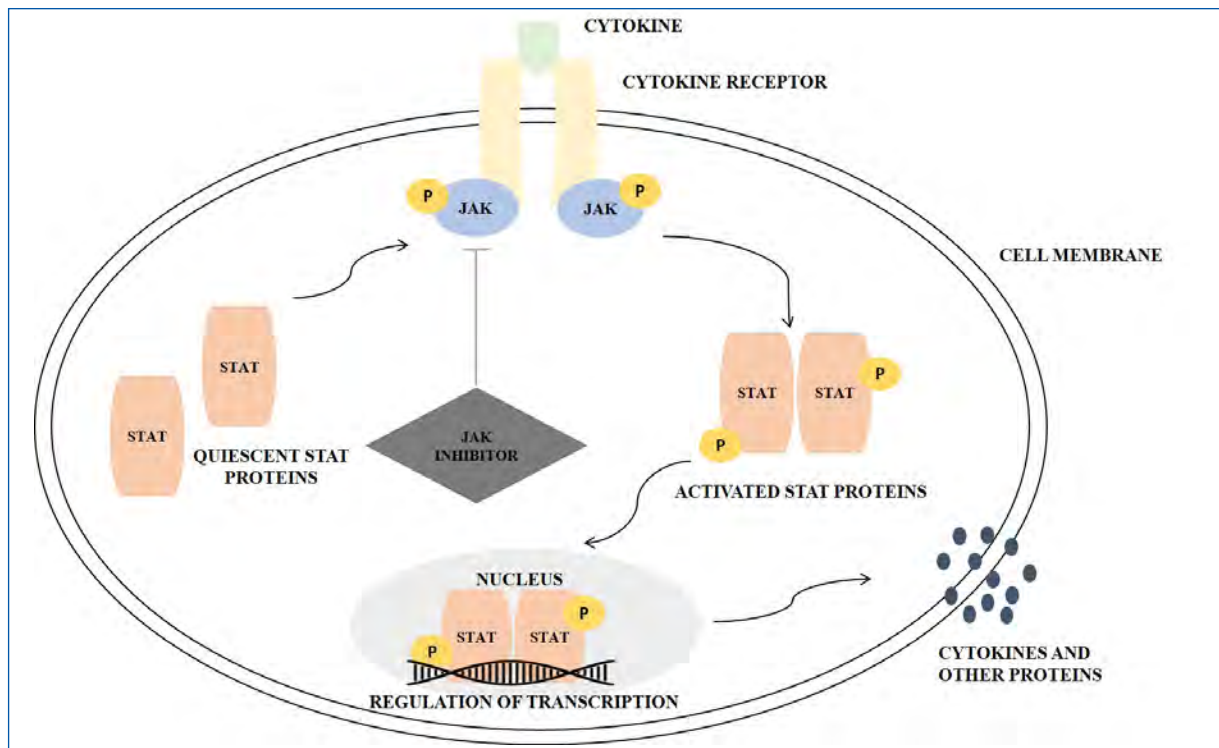 CYTOKINE
CYTOKINE RECEPTOR
P
JAK
JAK
P
CELL MEMBRANE
STAT
STAT
QUIESCENT STAT
PROTEINS
JAK
INHIBITOR
STAT
STAT
P
P
ACTIVATED STAT PROTEINS
NUCLEUS
STAT
STAT
P
P
REGULATION OF TRANSCRIPTION
CYTOKINES AND
OTHER PROTEINS